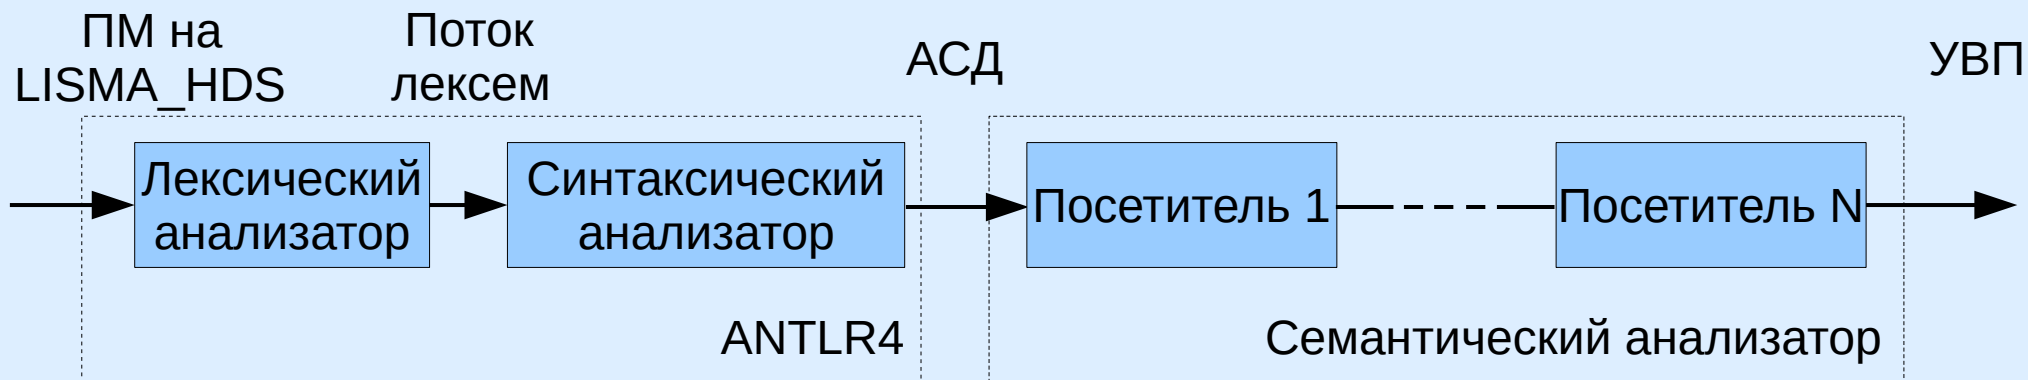 ПМ на
LISMA_HDS
Поток
лексем
АСД
УВП
Лексический
анализатор
Синтаксический
анализатор
Посетитель 1
Посетитель N
ANTLR4
Семантический анализатор